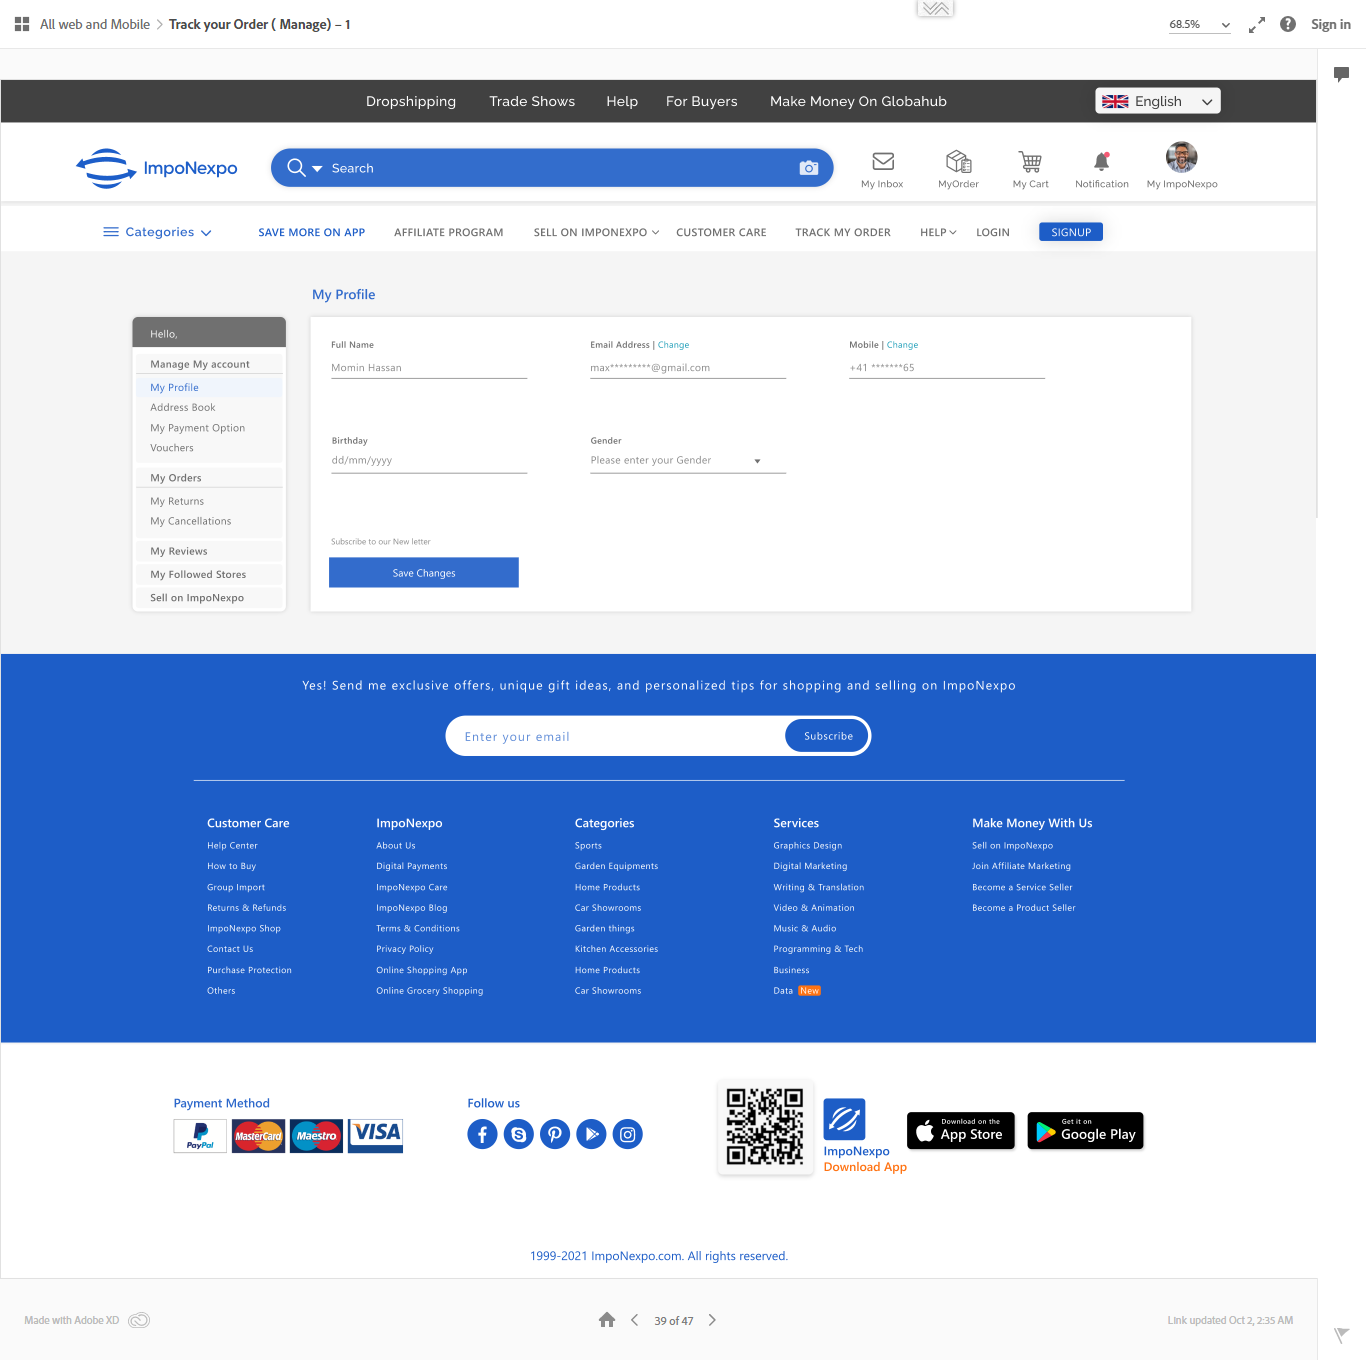 All web and Mobile > Track your Order ( Manage) – 1
68.5%
Sign in
Dropshipping Trade Shows Help For Buyers Make Money On Globahub
English
ImpoNexpo
Search
My Inbox MyOrder My Cart Notification My ImpoNexpo
Categories SAVE MORE ON APP AFFILIATE PROGRAM SELL ON IMPONEXPO CUSTOMER CARE TRACK MY ORDER HELP LOGIN SIGNUP
My Profile
Hello,
Manage My account
My Profile
Address Book
My Payment Option
Vouchers
My Orders
My Returns
My Cancellations
My Reviews
My Followed Stores
Sell on ImpoNexpo
Full Name
Momin Hassan
Email Address | Change
max*********@gmail.com
Mobile | Change
+41 *******65
Birthday
dd/mm/yyyy
Gender
Please enter your Gender
Subscribe to our New letter
Save Changes
Yes! Send me exclusive offers, unique gift ideas, and personalized tips for shopping and selling on ImpoNexpo
Enter your email
Subscribe
Customer Care
Help Center
How to Buy
Group Import
Returns & Refunds
ImpoNexpo Shop
Contact Us
Purchase Protection
Others
ImpoNexpo
About Us
Digital Payments
ImpoNexpo Care
ImpoNexpo Blog
Terms & Conditions
Privacy Policy
Online Shopping App
Online Grocery Shopping
Categories
Sports
Garden Equipments
Home Products
Car Showrooms
Garden things
Kitchen Accessories
Home Products
Car Showrooms
Services
Graphics Design
Digital Marketing
Writing & Translation
Video & Animation
Music & Audio
Programming & Tech
Business
Data New
Make Money With Us
Sell on ImpoNexpo
Join Affiliate Marketing
Become a Service Seller
Become a Product Seller
Payment Method
PayPal MasterCard Maestro VISA
Follow us
ImpoNexpo
Download App
Download on the
App Store
Get it on
Google Play
1999-2021 ImpoNexpo.com. All rights reserved.
Made with Adobe XD
39 of 47
Link updated Oct 2, 2:35 AM